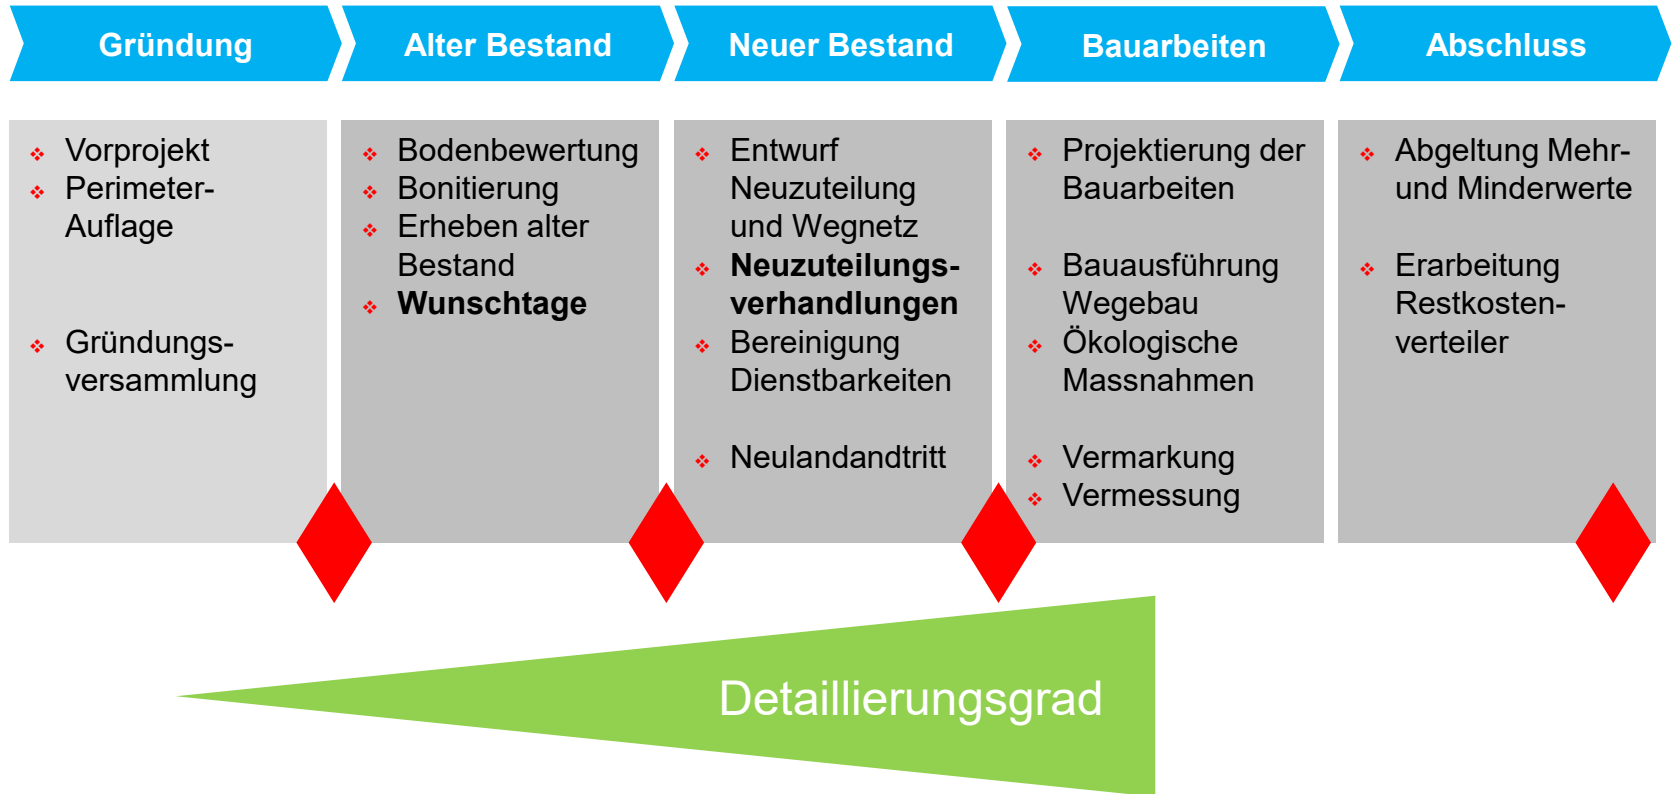 Gründung
Alter Bestand
Neuer Bestand
Bauarbeiten
Abschluss
Vorprojekt
Perimeter-
Auflage
Gründungs-
versammlung
Bodenbewertung
Bonitierung
Erheben alter
Bestand
Wunschtage
Entwurf
Neuzuteilung
und Wegnetz
Neuzuteilungs-
verhandlungen
Bereinigung
Dienstbarkeiten
Neulandandtritt
Projektierung der
Bauarbeiten
Bauausführung
Wegebau
Ökologische
Massnahmen
Vermarkung
Vermessung
Abgeltung Mehr-
und Minderwerte
Erarbeitung
Restkosten-
verteiler
Detaillierungsgrad